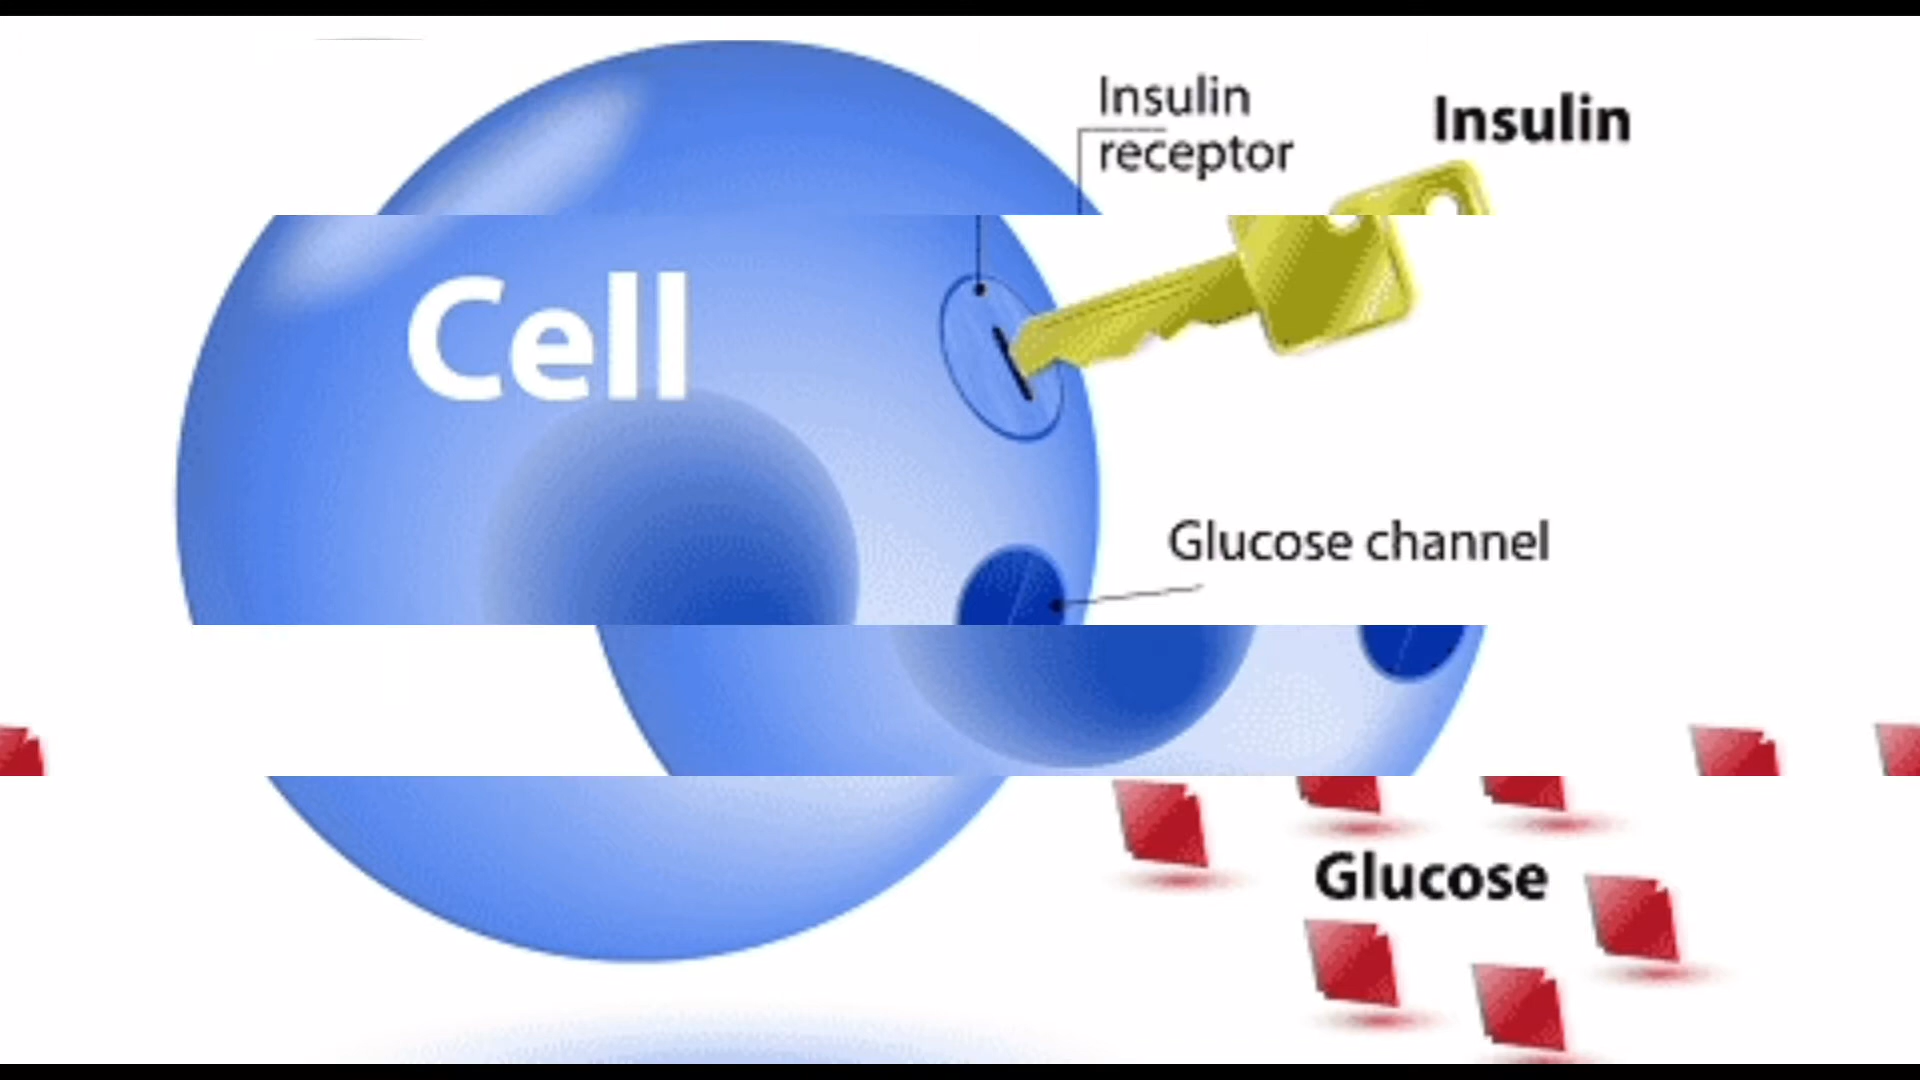 Insulin
receptor
Insulin
Cell
Glucose channel
Glucose